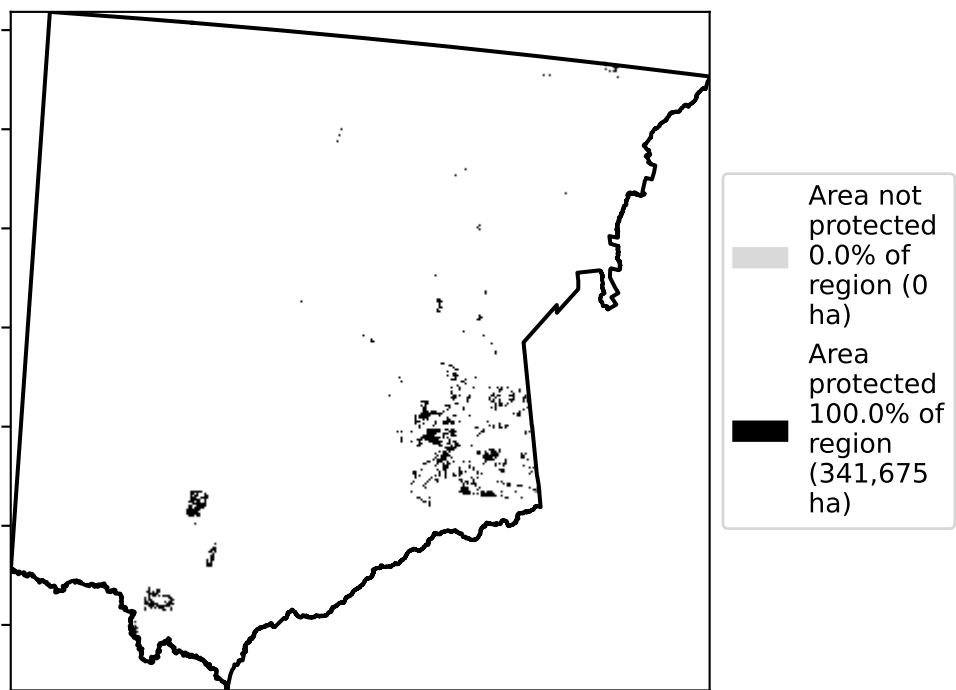 Area not
protected
0.0% of
region (0
ha)
Area
protected
100.0% of
region
(341,675
ha)